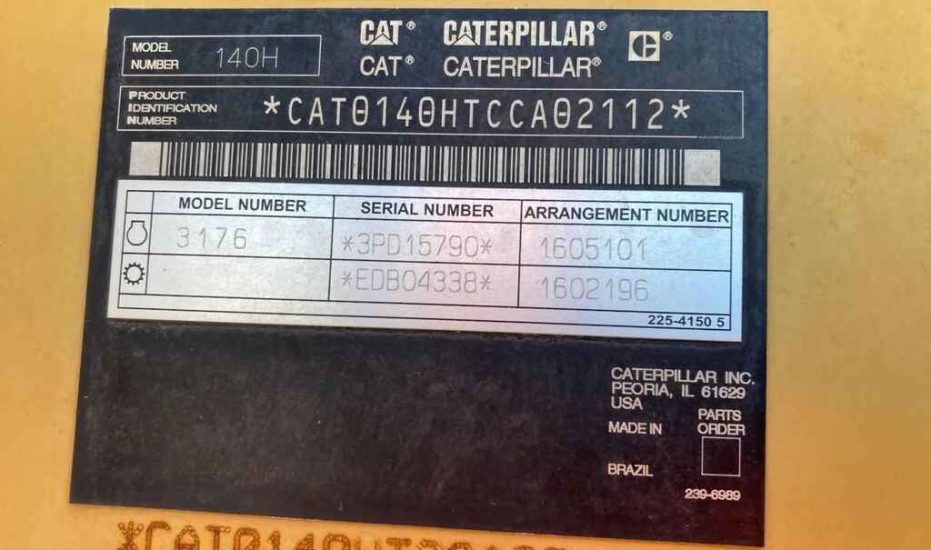 CAT® CATERPILLAR®
CAT® CATERPILLAR®
MODEL NUMBER 140H
PRODUCT IDENTIFICATION NUMBER *CAT0140HTCCA02112*
MODEL NUMBER SERIAL NUMBER ARRANGEMENT NUMBER
3176 *3PD15790* 1605101
*EDB04338* 1602196
225-4150 5
CATERPILLAR INC.
PEORIA, IL 61629
USA
PARTS
MADE IN ORDER
BRAZIL
239-6989